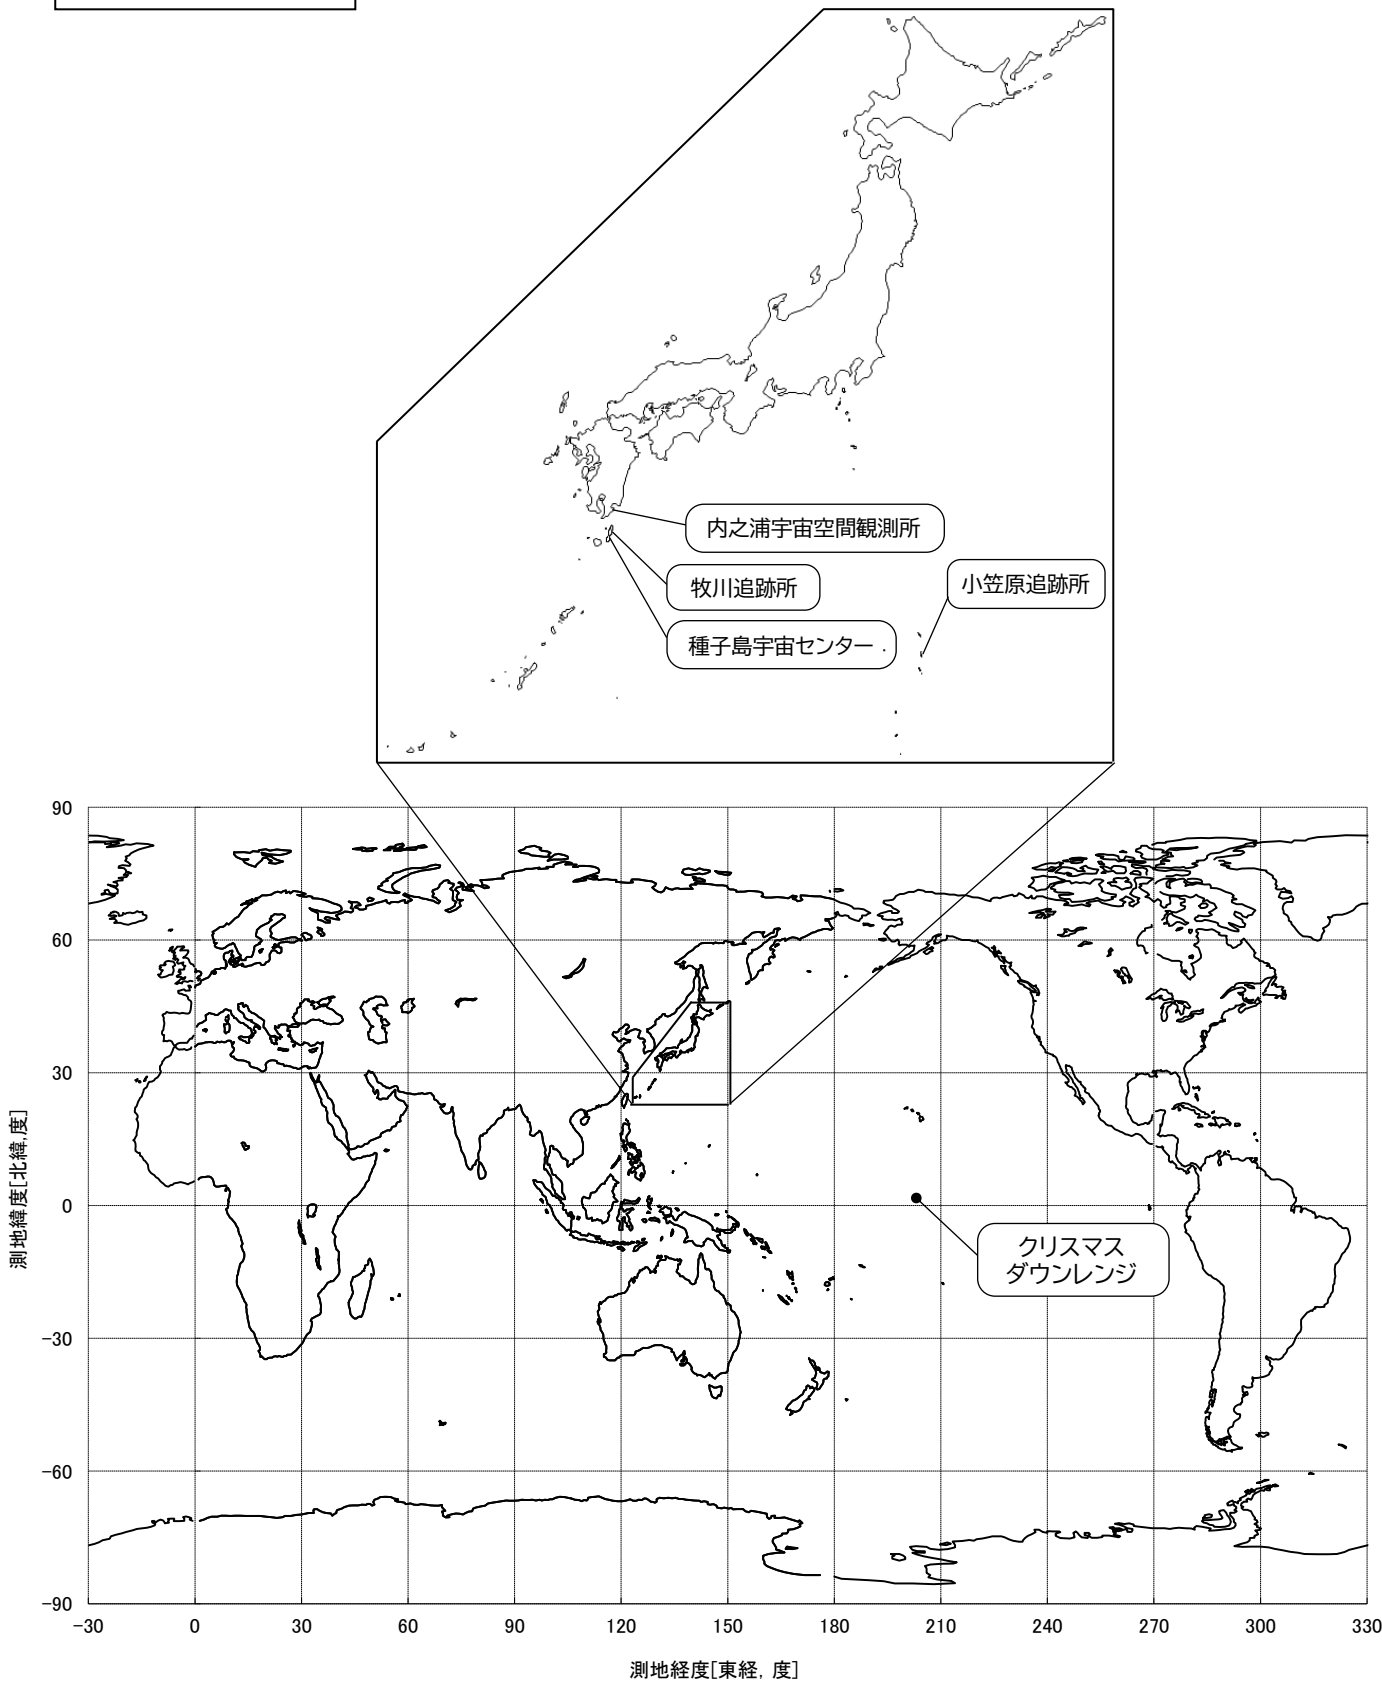 内之浦宇宙空間観測所
牧川追跡所
小笠原追跡所
種子島宇宙センター
90
60
30
0
−30
−60
−90
測地緯度[北緯,度]
クリスマス
ダウンレンジ
−30 0 30 60 90 120 150 180 210 240 270 300 330
測地経度[東経, 度]